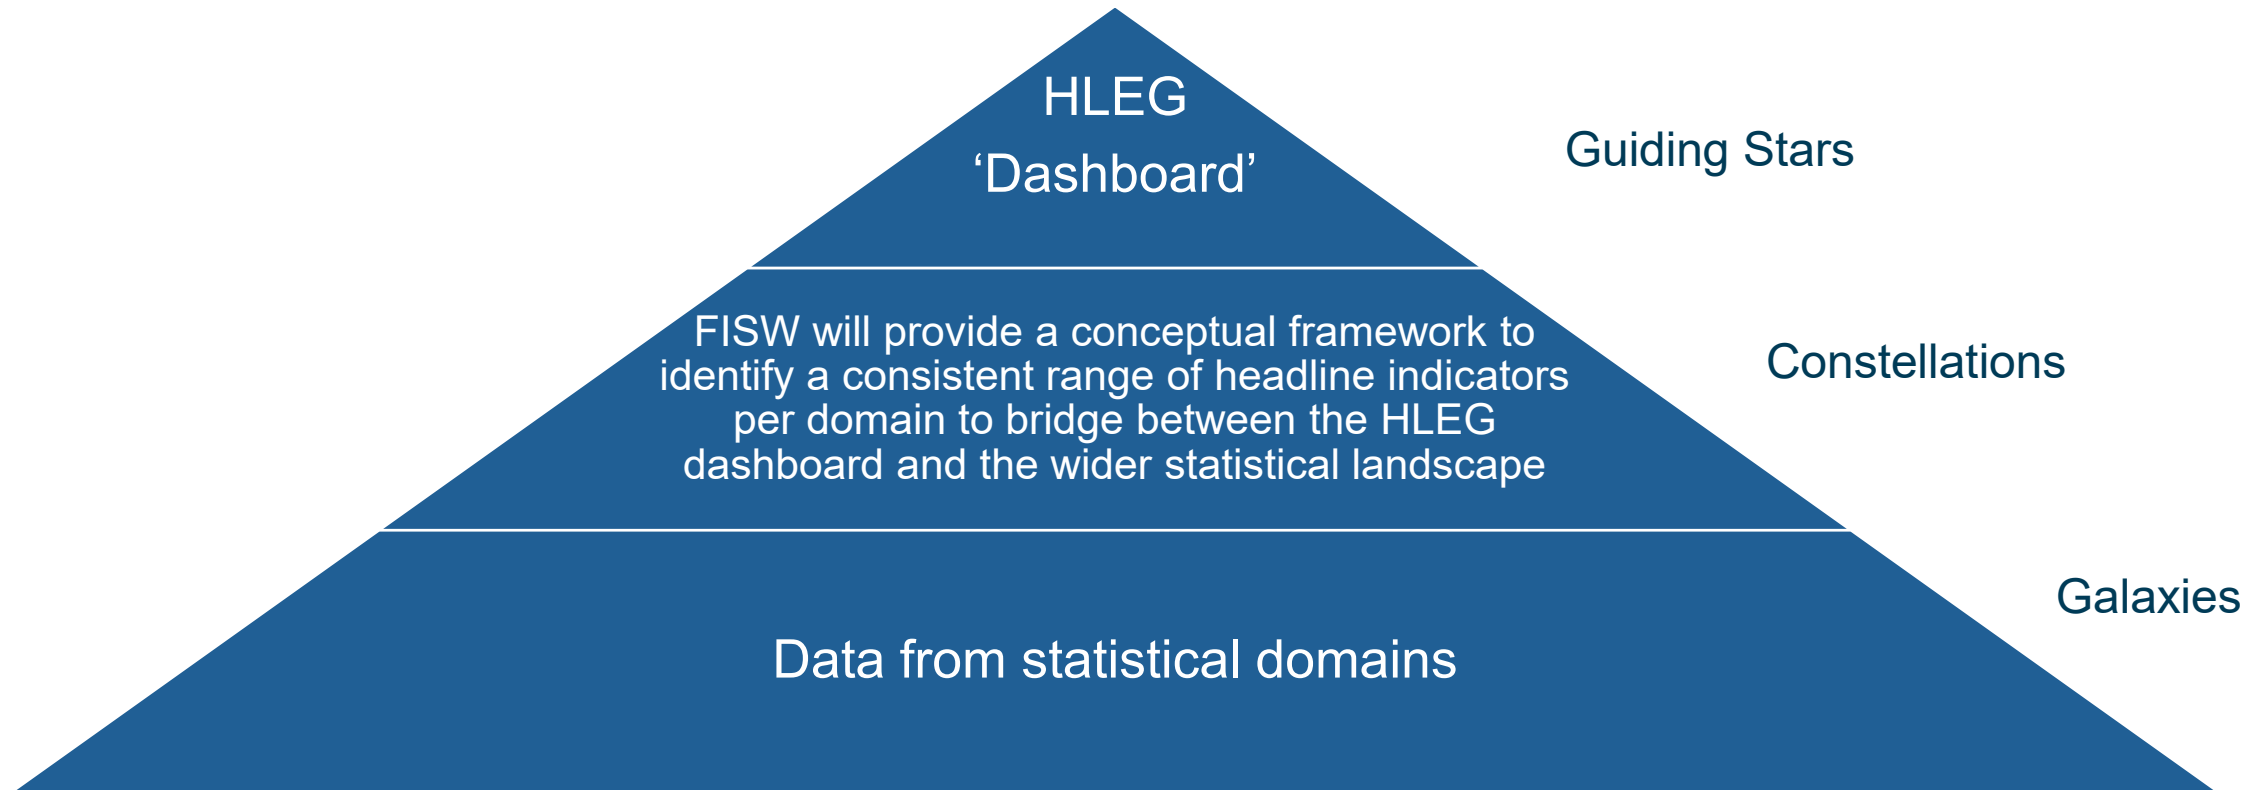 HLEG
‘Dashboard’
Guiding Stars
FISW will provide a conceptual framework to
identify a consistent range of headline indicators
per domain to bridge between the HLEG
dashboard and the wider statistical landscape
Constellations
Data from statistical domains
Galaxies